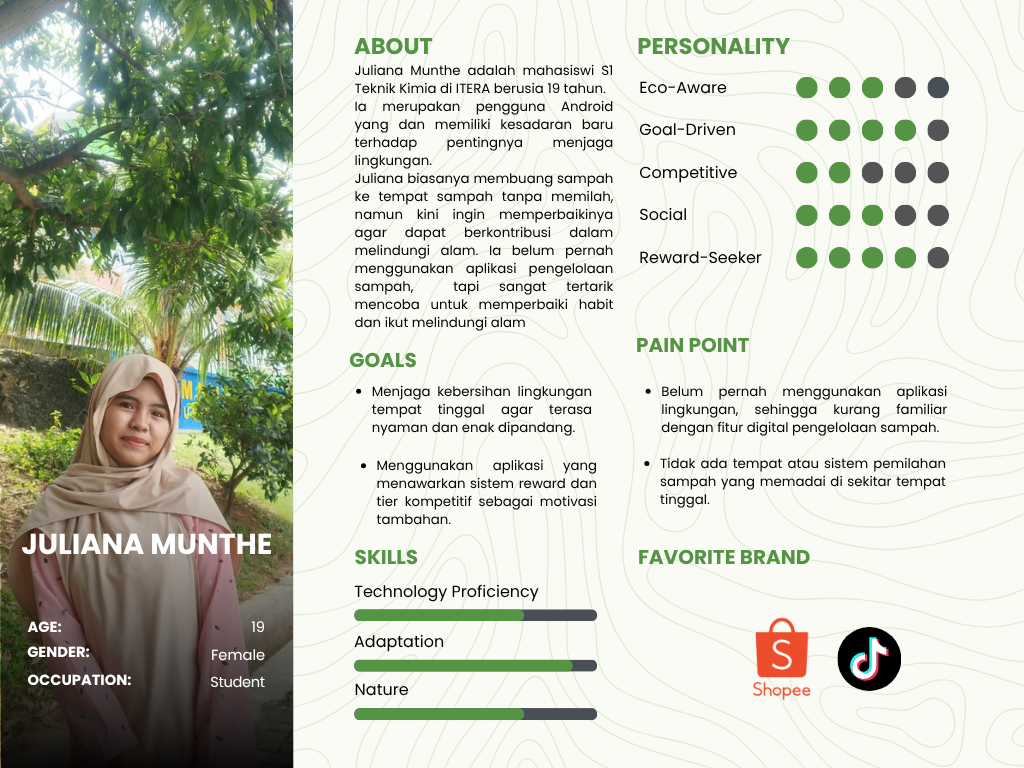 JULIANA MUNTHE
AGE: 19
GENDER: Female
OCCUPATION: Student
ABOUT
Juliana Munthe adalah mahasiswi S1
Teknik Kimia di ITERA berusia 19 tahun.
Ia merupakan pengguna Android
yang dan memiliki kesadaran baru
terhadap pentingnya menjaga
lingkungan.
Juliana biasanya membuang sampah
ke tempat sampah tanpa memilah,
namun kini ingin memperbaikinya
agar dapat berkontribusi dalam
melindungi alam. Ia belum pernah
menggunakan aplikasi pengelolaan
sampah, tapi sangat tertarik
mencoba untuk memperbaiki habit
dan ikut melindungi alam
GOALS
• Menjaga kebersihan lingkungan
tempat tinggal agar terasa
nyaman dan enak dipandang.
• Menggunakan aplikasi yang
menawarkan sistem reward dan
tier kompetitif sebagai motivasi
tambahan.
SKILLS
Technology Proficiency
Adaptation
Nature
PERSONALITY
Eco-Aware
Goal-Driven
Competitive
Social
Reward-Seeker
PAIN POINT
• Belum pernah menggunakan aplikasi
lingkungan, sehingga kurang familiar
dengan fitur digital pengelolaan sampah.
• Tidak ada tempat atau sistem pemilahan
sampah yang memadai di sekitar tempat
tinggal.
FAVORITE BRAND
S
Shopee